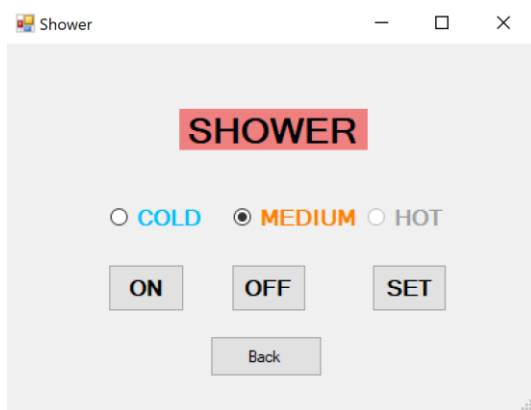 Shower
SHOWER
COLD MEDIUM HOT
ON OFF SET
Back